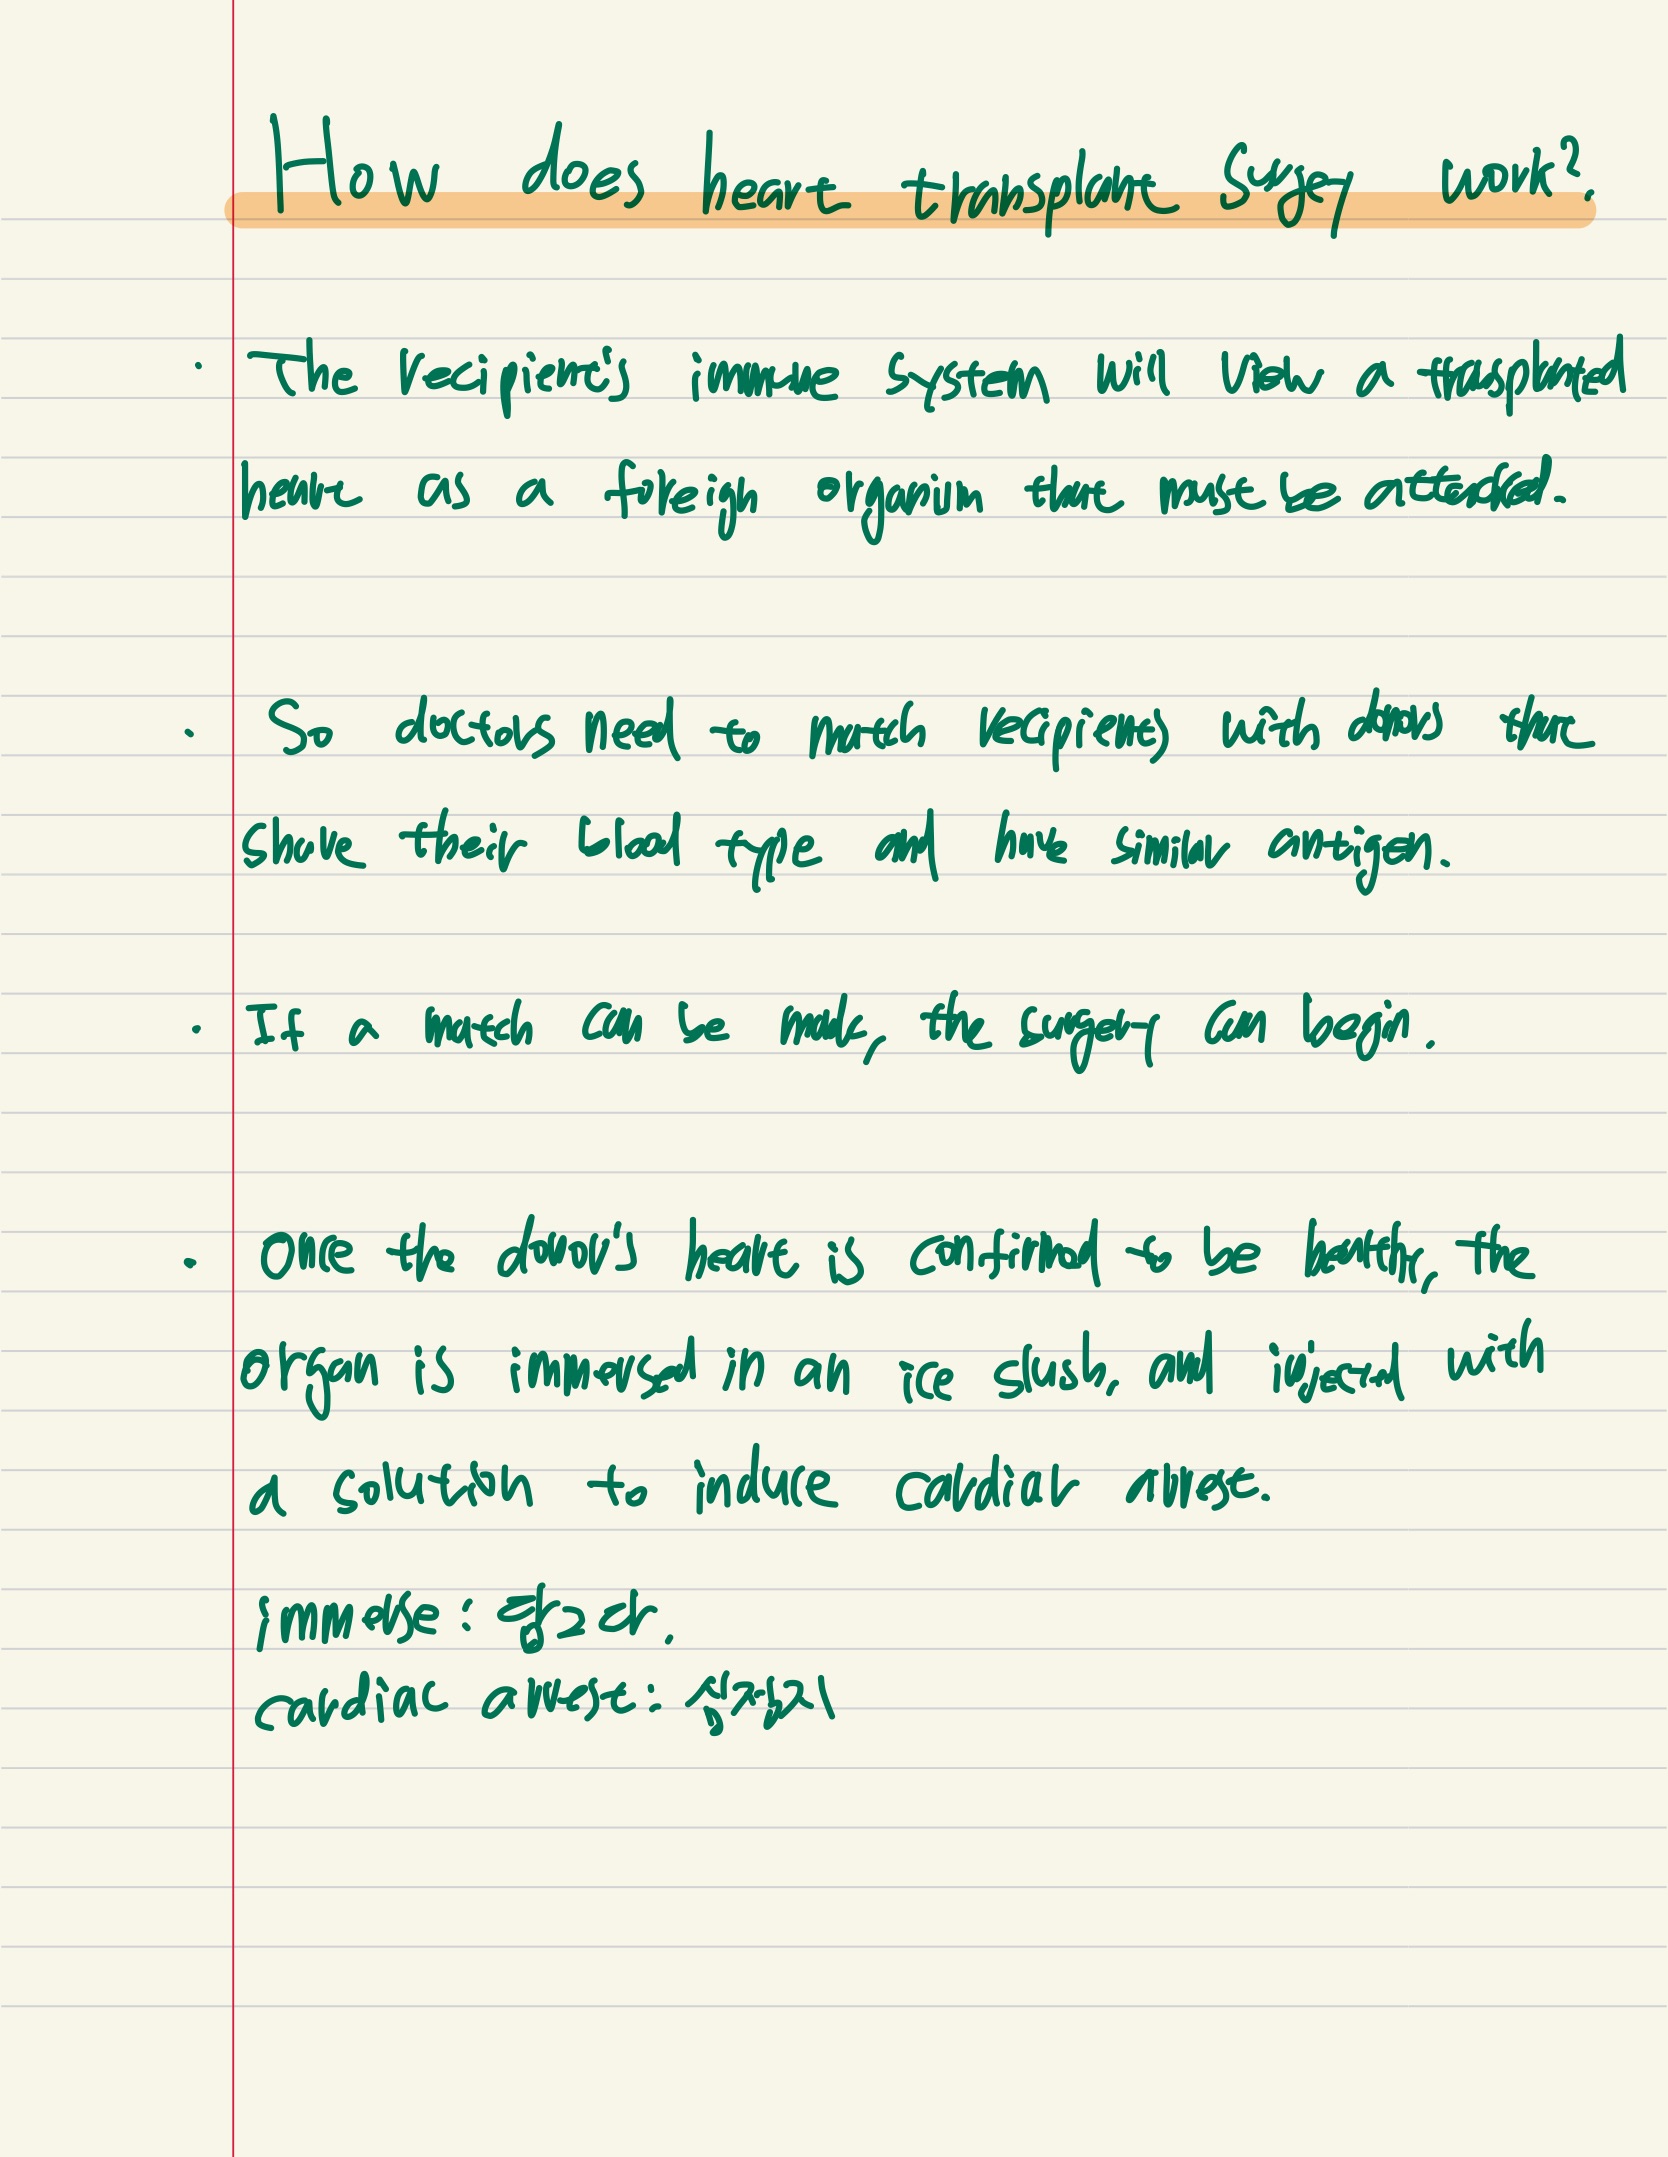 How does heart transplant surgey work?
· The recipient's immune system will view a trasplanted
heart as a foreign organism that must be attacked.
· So doctors need to match recipients with donors that
share their blood type and have similar antigen.
· If a match can be made, the surgery can begin.
· Once the donor's heart is confirmed to be healthy, the
organ is immersed in an ice slush, and injected with
a solution to induce cardiac arrest.
immerse :
cardiac arrest : 심정지